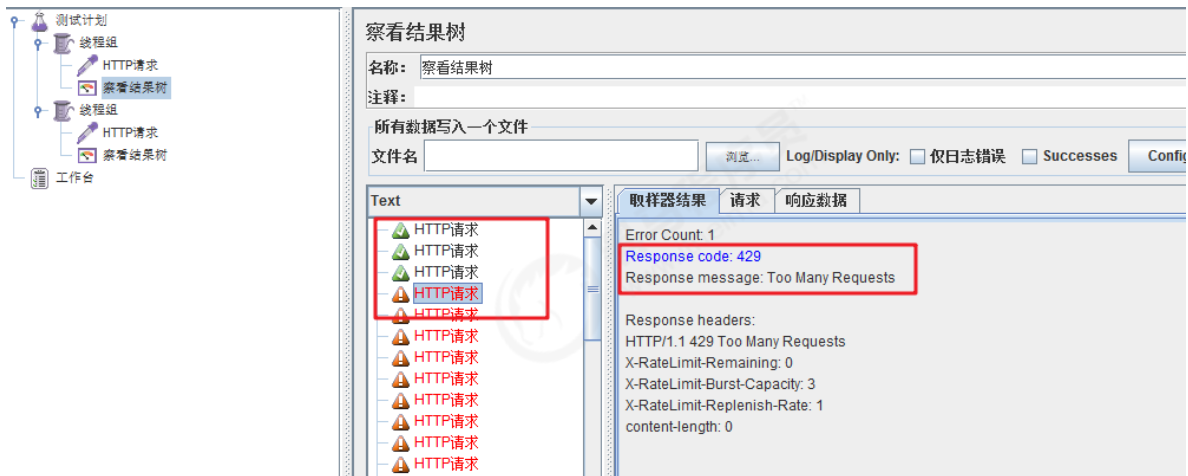 测试计划
线程组
HTTP请求
察看结果树
线程组
HTTP请求
察看结果树
工作台
察看结果树
名称： 察看结果树
注释：
所有数据写入一个文件
文件名 浏览... Log/Display Only: 仅日志错误 Successes Config
Text
HTTP请求
HTTP请求
HTTP请求
HTTP请求
HTTP请求
HTTP请求
HTTP请求
HTTP请求
HTTP请求
HTTP请求
HTTP请求
HTTP请求
取样器结果 请求 响应数据
Error Count: 1
Response code: 429
Response message: Too Many Requests
Response headers:
HTTP/1.1 429 Too Many Requests
X-RateLimit-Remaining: 0
X-RateLimit-Burst-Capacity: 3
X-RateLimit-Replenish-Rate: 1
content-length: 0